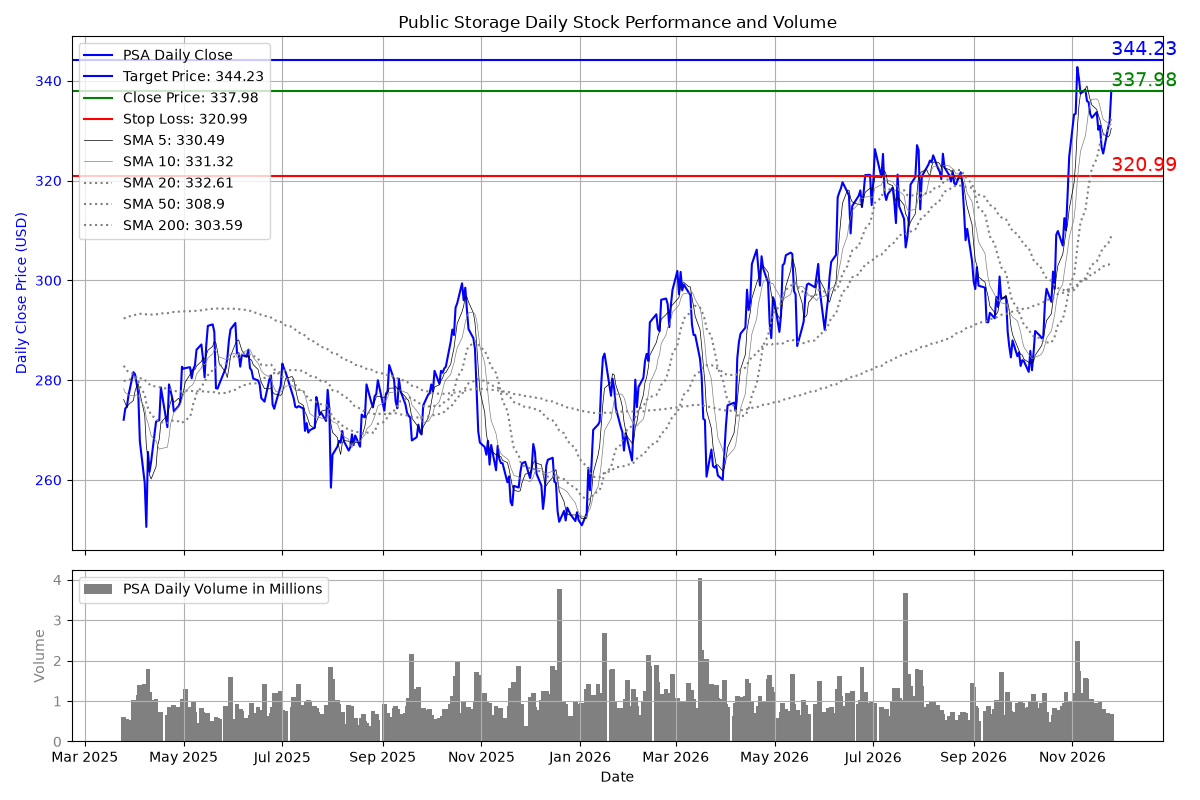 Public Storage Daily Stock Performance and Volume
344.23
337.98
320.99
PSA Daily Close
Target Price: 344.23
Close Price: 337.98
Stop Loss: 320.99
SMA 5: 330.49
SMA 10: 331.32
SMA 20: 332.61
SMA 50: 308.9
SMA 200: 303.59
Daily Close Price (USD)
340
320
300
280
260
PSA Daily Volume in Millions
Volume
4
3
2
1
0
Mar 2025 May 2025 Jul 2025 Sep 2025 Nov 2025 Jan 2026 Mar 2026 May 2026 Jul 2026 Sep 2026 Nov 2026
Date